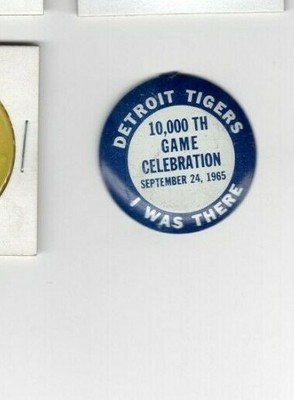 DETROIT TIGERS
10,000 TH
GAME
CELEBRATION
SEPTEMBER 24, 1965
I WAS THERE